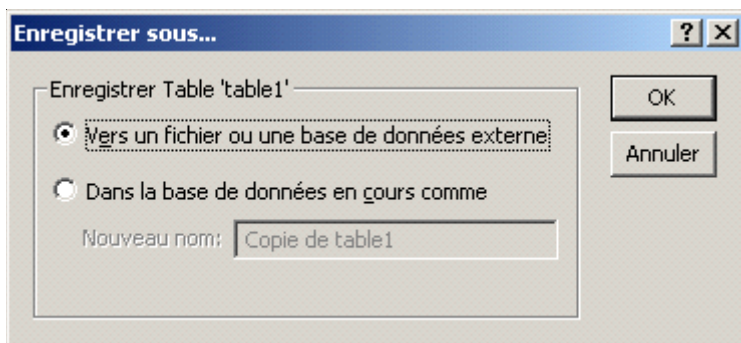 Enregistrer sous...
Enregistrer Table 'table1'
OK
Vers un fichier ou une base de données externe
Annuler
Dans la base de données en cours comme
Nouveau nom: Copie de table1